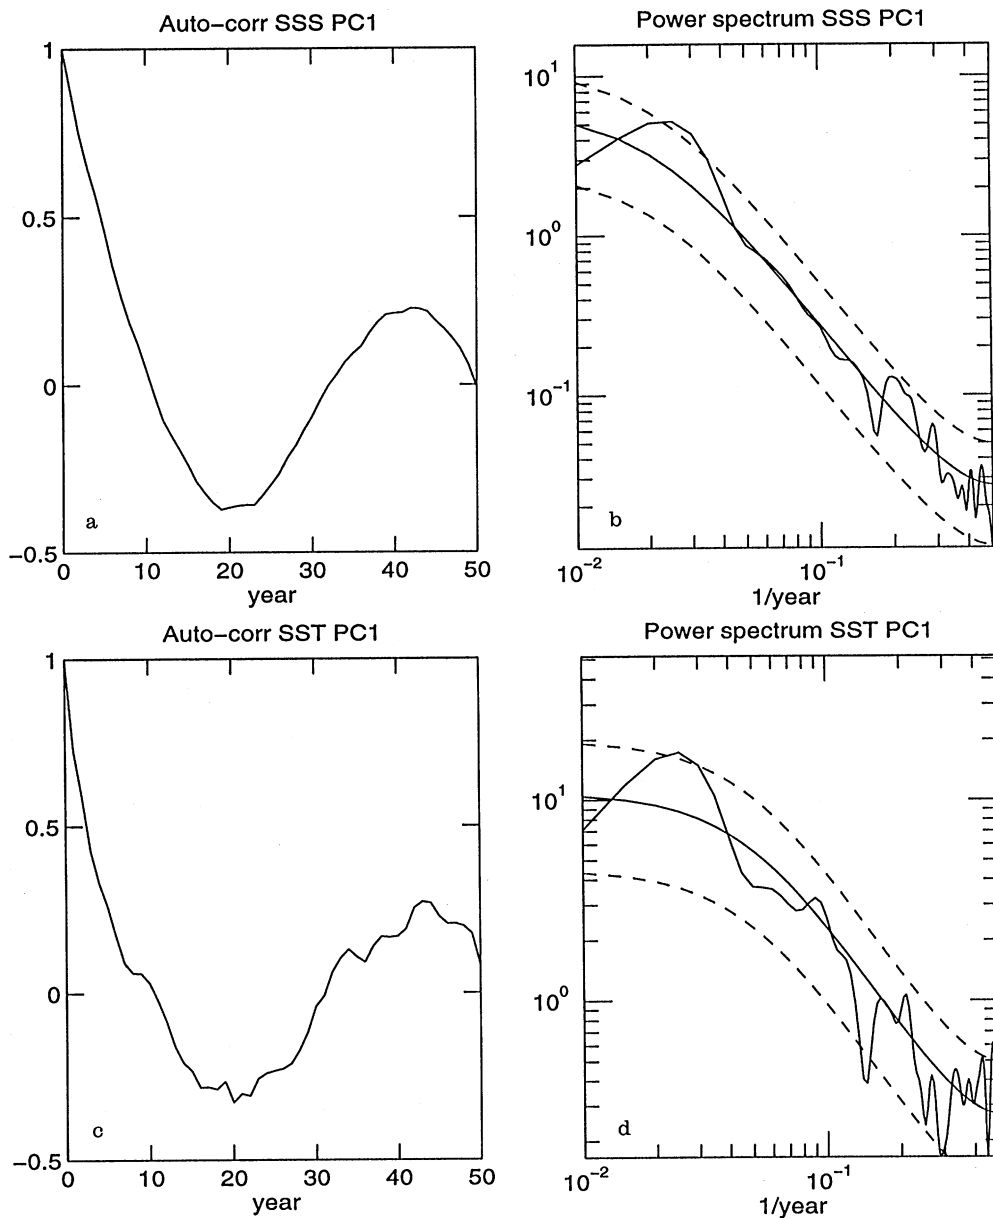 Auto-corr SSS PC1
Power spectrum SSS PC1
1
0.5
0
-0.5
a
0 10 20 30 40 50
year
10^1
10^0
10^-1
b
10^-2 10^-1
1/year
Auto-corr SST PC1
Power spectrum SST PC1
1
0.5
0
-0.5
c
0 10 20 30 40 50
year
10^1
10^0
d
10^-2 10^-1
1/year